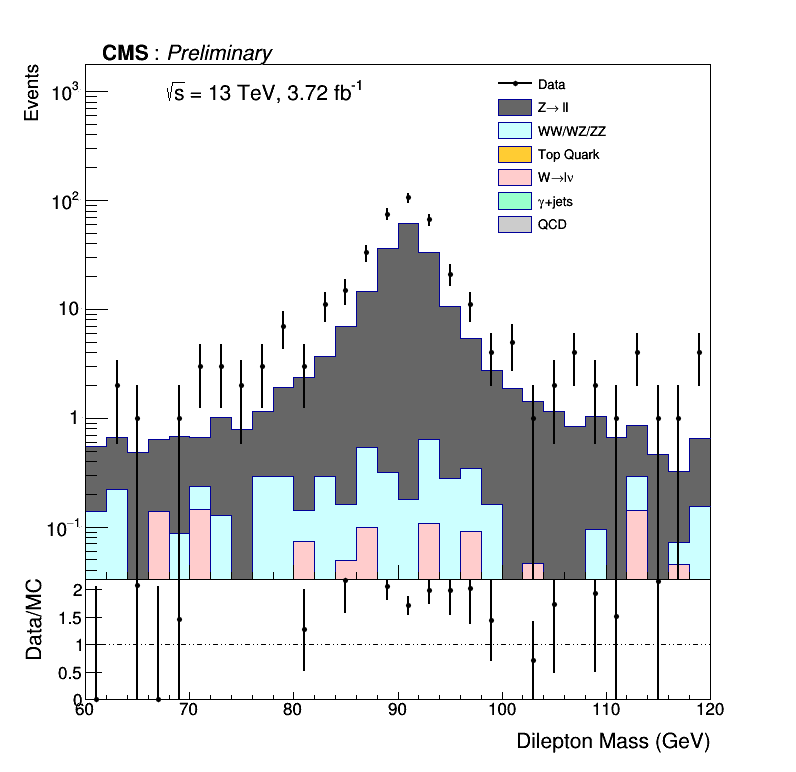 CMS : Preliminary
√s = 13 TeV, 3.72 fb⁻¹
Events
10³
10²
10
1
10⁻¹
Data
Z→ ll
WW/WZ/ZZ
Top Quark
W→lν
γ+jets
QCD
Data/MC
2
1.5
1
0.5
0
60 70 80 90 100 110 120
Dilepton Mass (GeV)